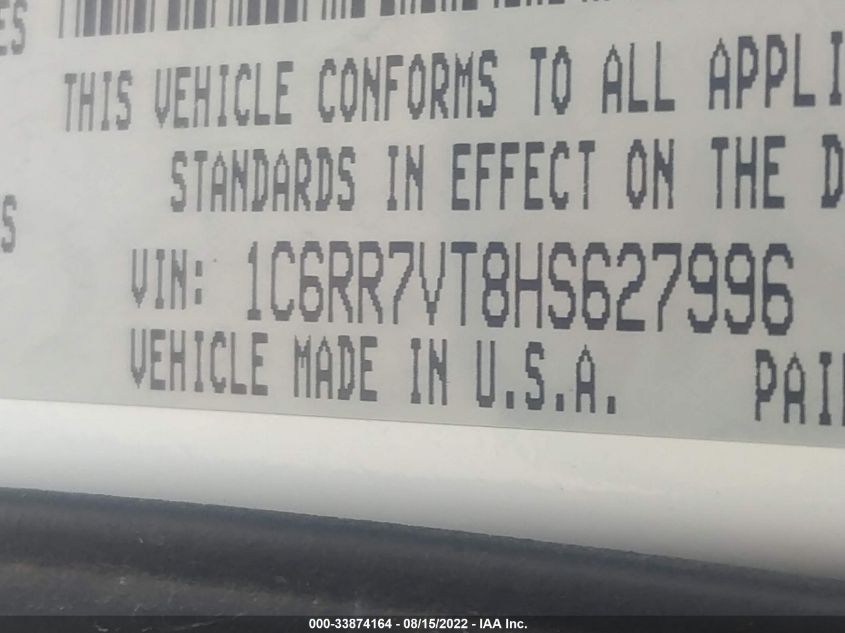 ES
THIS VEHICLE CONFORMS TO ALL APPLI
STANDARDS IN EFFECT ON THE D
S
VIN: 1C6RR7VT8HS627996
VEHICLE MADE IN U.S.A. PAI
000-33874164 - 08/15/2022 - IAA Inc.